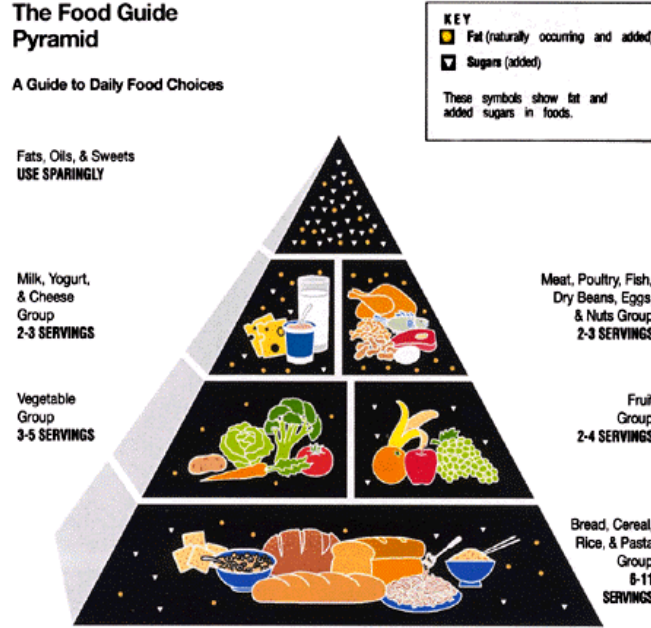 The Food Guide
Pyramid
A Guide to Daily Food Choices
KEY
Fat (naturally occurring and added)
Sugars (added)
These symbols show fat and
added sugars in foods.
Fats, Oils, & Sweets
USE SPARINGLY
Milk, Yogurt,
& Cheese
Group
2-3 SERVINGS
Meat, Poultry, Fish,
Dry Beans, Eggs,
& Nuts Group
2-3 SERVINGS
Vegetable
Group
3-5 SERVINGS
Fruit
Group
2-4 SERVINGS
Bread, Cereal,
Rice, & Pasta
Group
6-11
SERVINGS